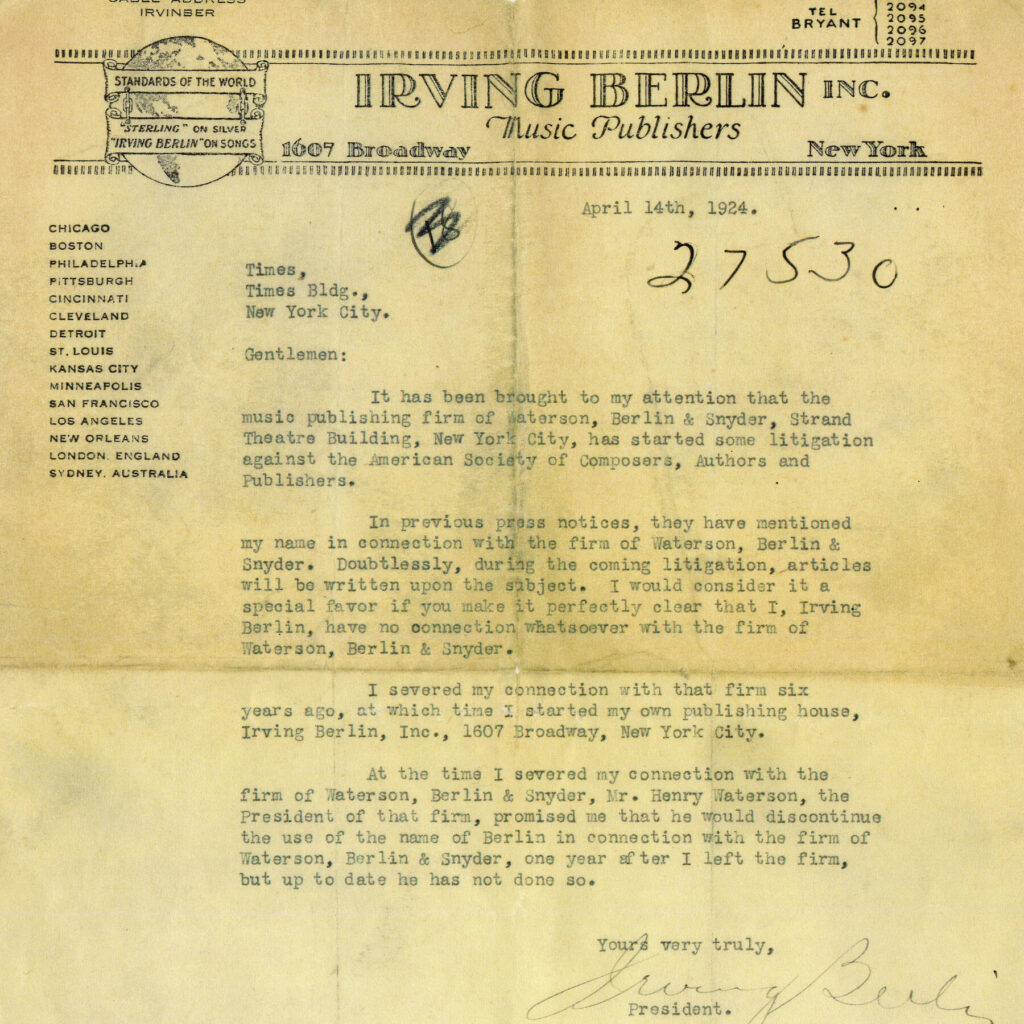 CABLE ADDRESS
IRVINBER
TEL
BRYANT
2094
2095
2096
2097
STANDARDS OF THE WORLD
"STERLING" ON SILVER
"IRVING BERLIN" ON SONGS
IRVING BERLIN INC.
Music Publishers
1607 Broadway
New York
April 14th, 1924.
27530
CHICAGO
BOSTON
PHILADELPHIA
PITTSBURGH
CINCINNATI
CLEVELAND
DETROIT
ST. LOUIS
KANSAS CITY
MINNEAPOLIS
SAN FRANCISCO
LOS ANGELES
NEW ORLEANS
LONDON. ENGLAND
SYDNEY. AUSTRALIA
Times,
Times Bldg.,
New York City.
Gentlemen:
It has been brought to my attention that the
music publishing firm of Waterson, Berlin & Snyder, Strand
Theatre Building, New York City, has started some litigation
against the American Society of Composers, Authors and
Publishers.
In previous press notices, they have mentioned
my name in connection with the firm of Waterson, Berlin &
Snyder. Doubtlessly, during the coming litigation, articles
will be written upon the subject. I would consider it a
special favor if you make it perfectly clear that I, Irving
Berlin, have no connection whatsoever with the firm of
Waterson, Berlin & Snyder.
I severed my connection with that firm six
years ago, at which time I started my own publishing house,
Irving Berlin, Inc., 1607 Broadway, New York City.
At the time I severed my connection with the
firm of Waterson, Berlin & Snyder, Mr. Henry Waterson, the
President of that firm, promised me that he would discontinue
the use of the name of Berlin in connection with the firm of
Waterson, Berlin & Snyder, one year after I left the firm,
but up to date he has not done so.
Yours very truly,
Irving Berlin
President.